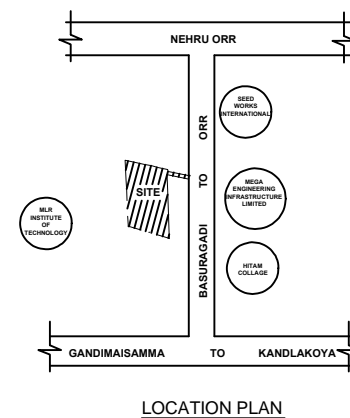 NEHRU ORR
SEED
WORKS
INTERNATIONAL
BASURAGADI TO ORR
SITE
MEGA
ENGINEERING
INFRASTRUCTURE
LIMITED
MLR
INSTITUTE
OF
TECHNOLOGY
HITAM
COLLAGE
GANDIMAISAMMA TO KANDLAKOYA
LOCATION PLAN